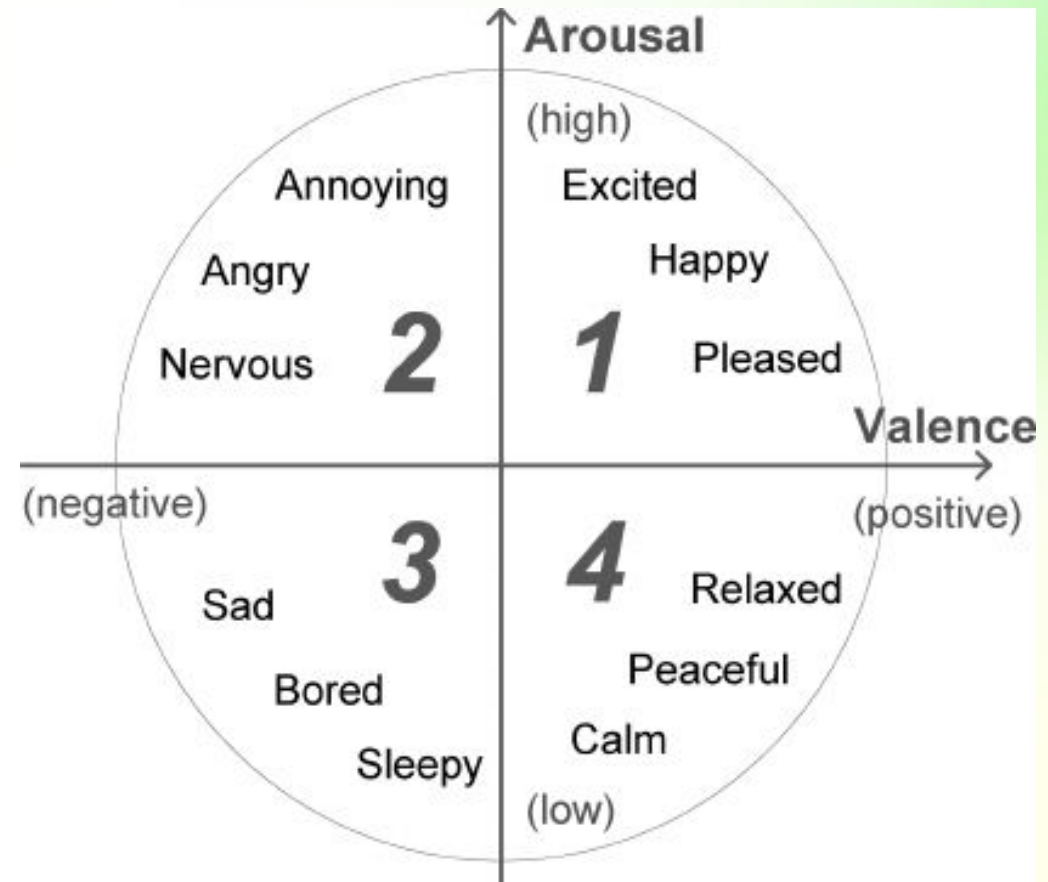 Arousal
(high)
Annoying
Excited
Angry
Happy
2
1
Nervous
Pleased
Valence
(negative)
(positive)
3
4
Sad
Relaxed
Bored
Peaceful
Sleepy
Calm
(low)